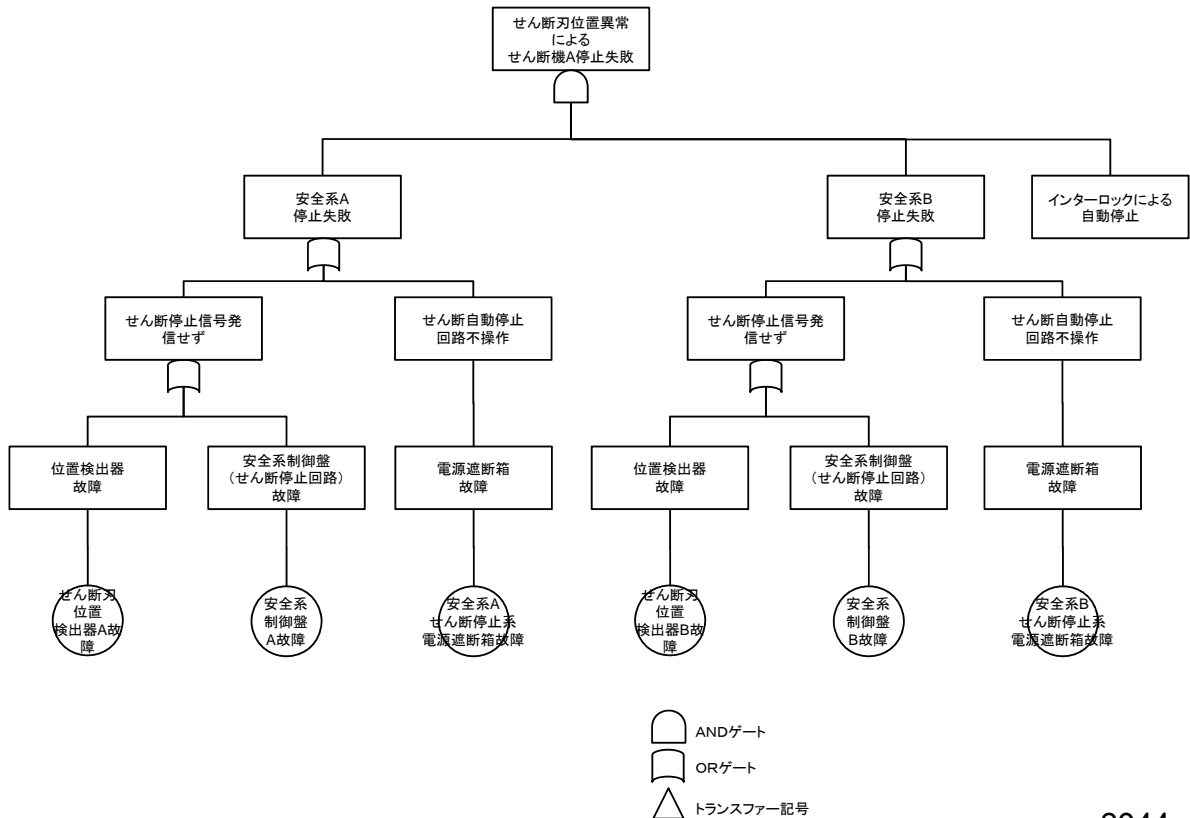 せん断刃位置異常
による
せん断機A停止失敗
安全系A
停止失敗
安全系B
停止失敗
インターロックによる
自動停止
せん断停止信号発
信せず
せん断自動停止
回路不操作
せん断停止信号発
信せず
せん断自動停止
回路不操作
位置検出器
故障
安全系制御盤
（せん断停止回路）
故障
電源遮断箱
故障
位置検出器
故障
安全系制御盤
（せん断停止回路）
故障
電源遮断箱
故障
せん断刃
位置
検出器A故
障
安全系
制御盤
A故障
安全系A
せん断停止系
電源遮断箱故障
せん断刃
位置
検出器B故
障
安全系
制御盤
B故障
安全系B
せん断停止系
電源遮断箱故障
ANDゲート
ORゲート
トランスファー記号